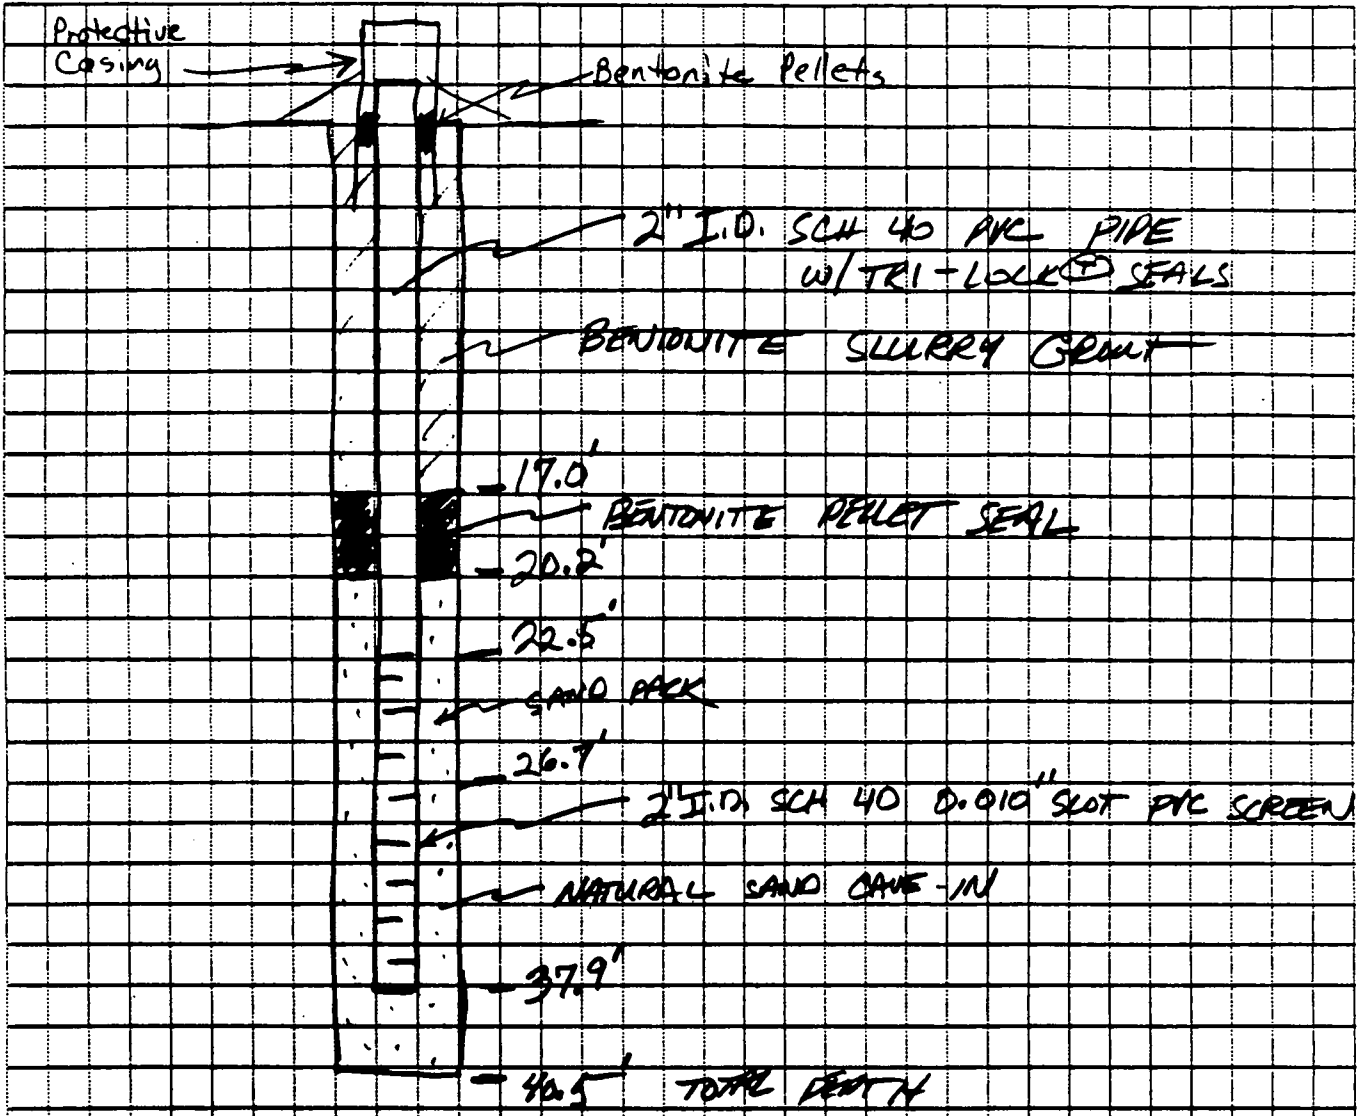 Protective
Casing
Bentonite Pellets
2" I.D. SCH 40 PVC PIPE
W/ TRI-LOCK SEALS
BENTONITE SLURRY GROUT
17.0'
BENTONITE PELLET SEAL
20.2'
22.5'
SAND PACK
26.7'
2" I.D. SCH 40 0.010" SLOT PVC SCREEN
NATURAL SAND CAVE-IN
37.9'
40.5' TOTAL DEPTH